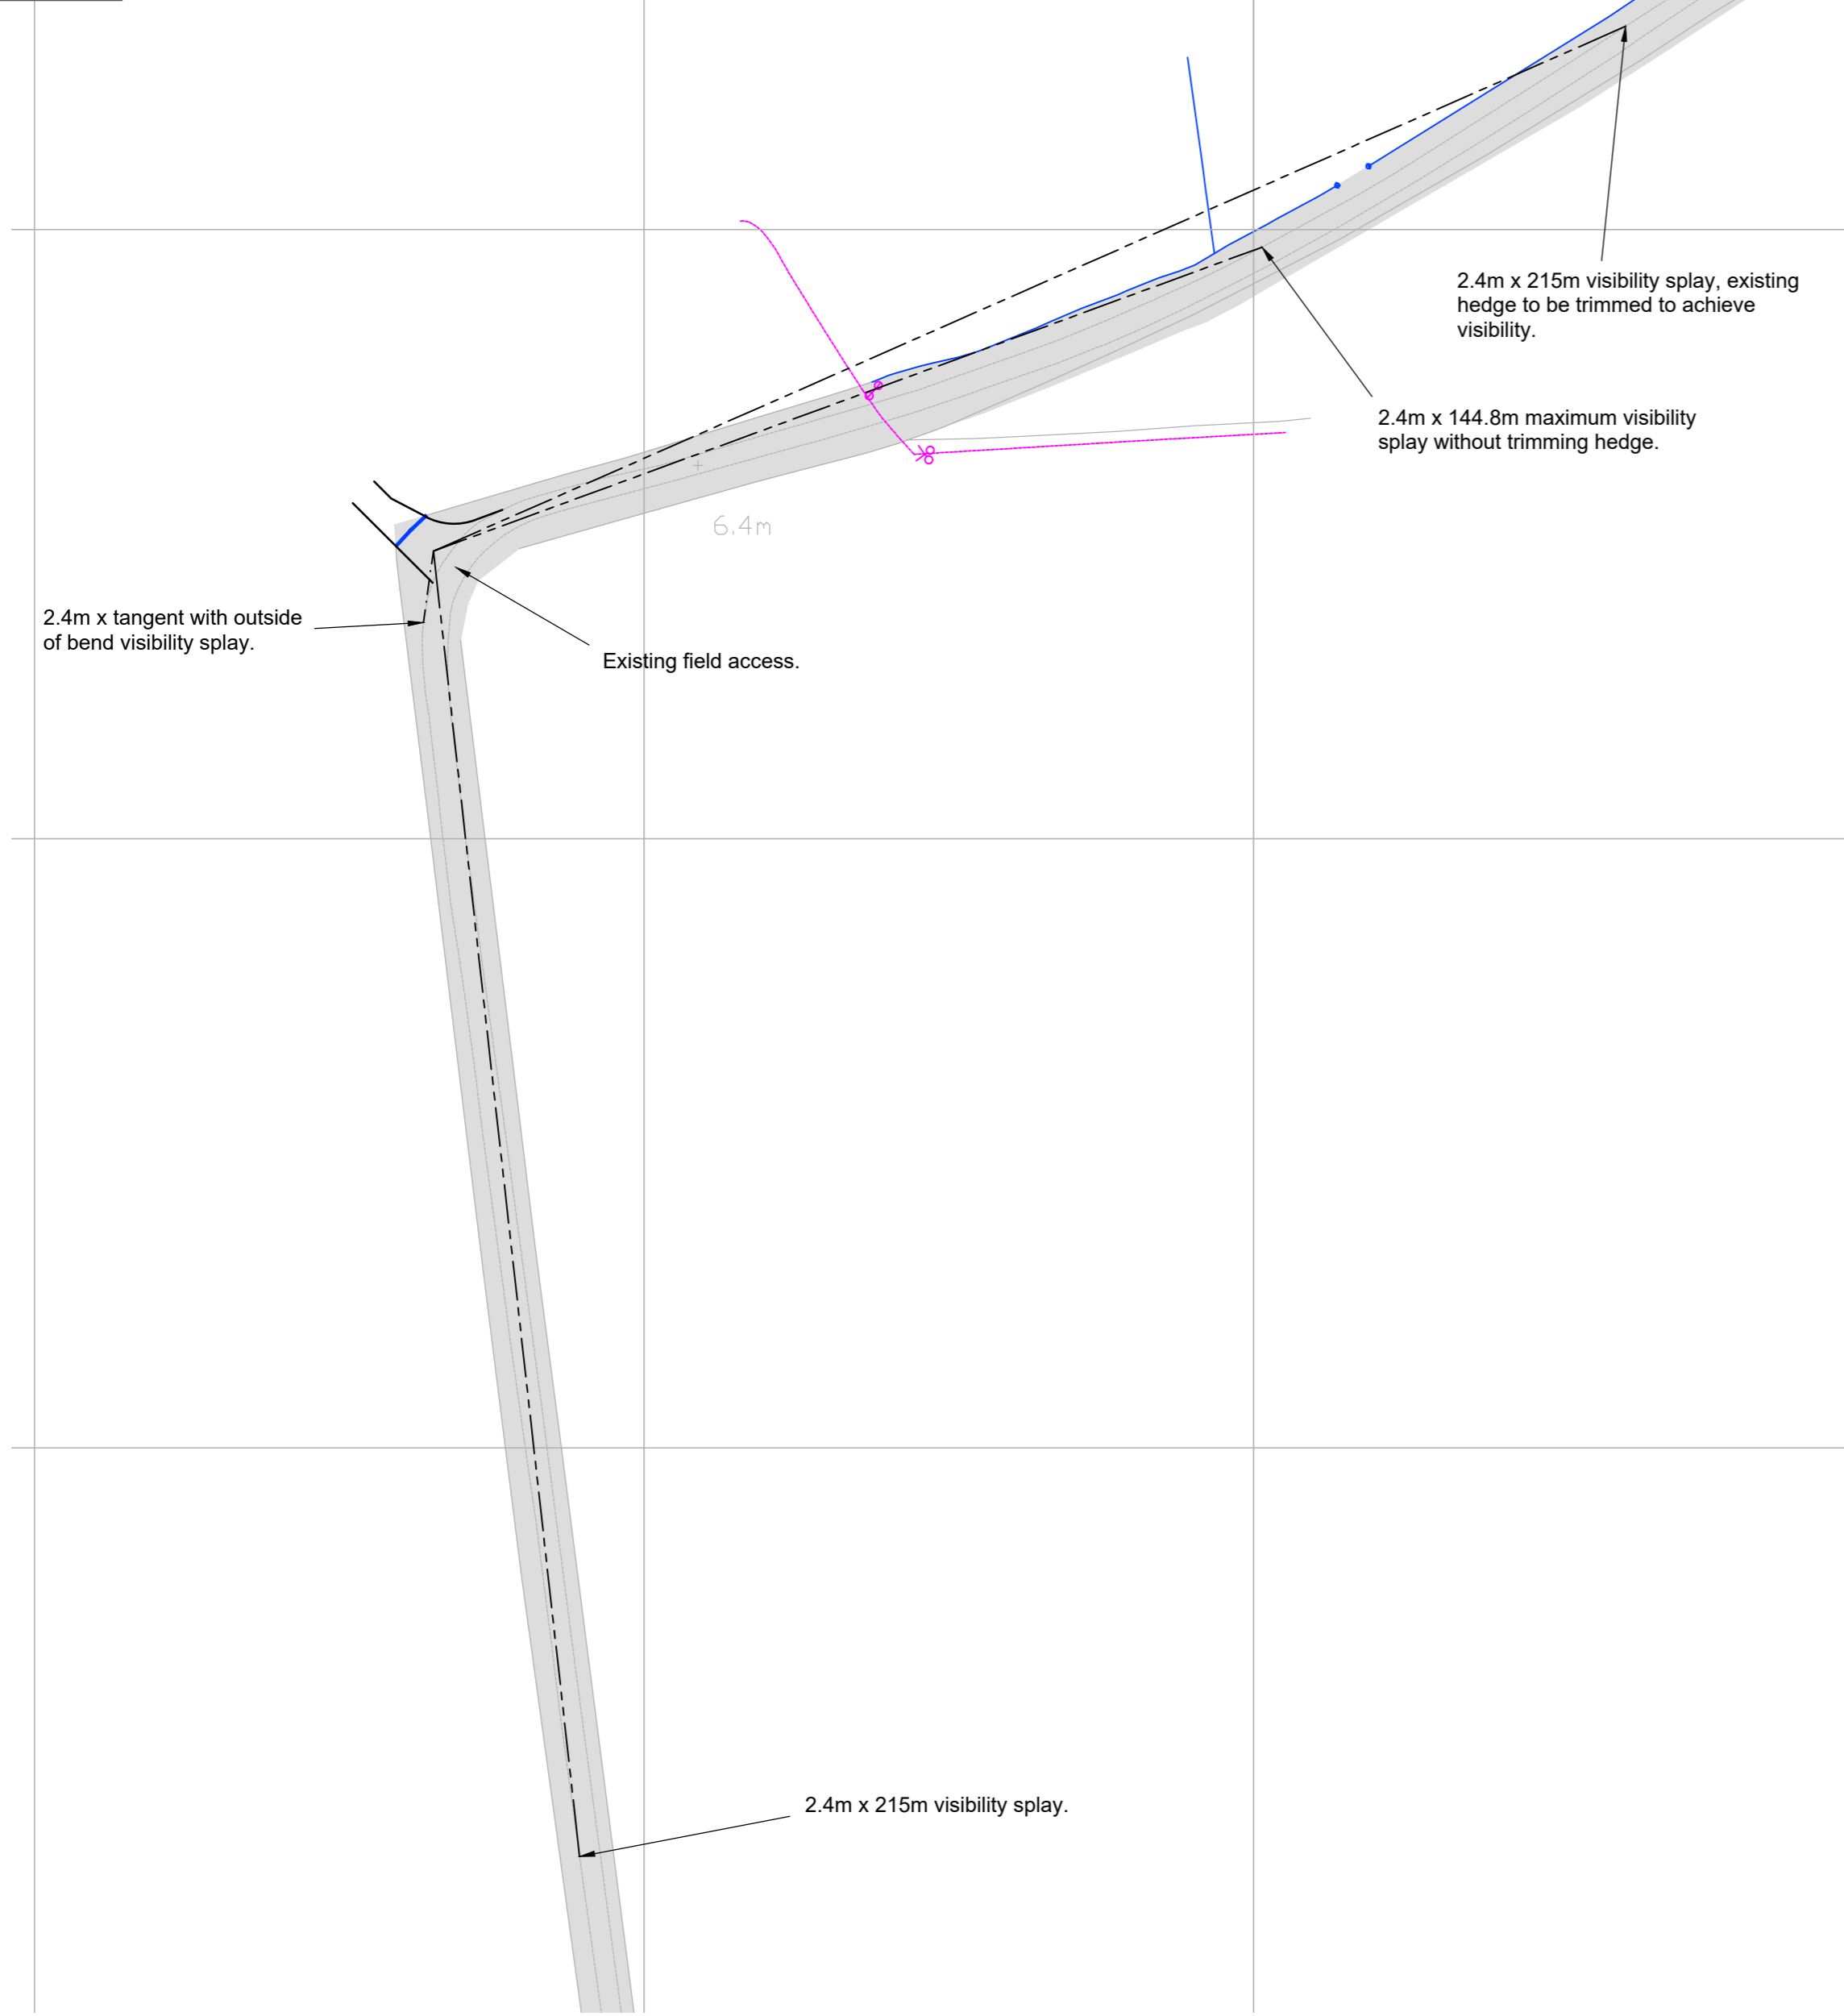 2.4m x 215m visibility splay, existing
hedge to be trimmed to achieve
visibility.
2.4m x 144.8m maximum visibility
splay without trimming hedge.
6.4m
2.4m x tangent with outside
of bend visibility splay.
Existing field access.
2.4m x 215m visibility splay.